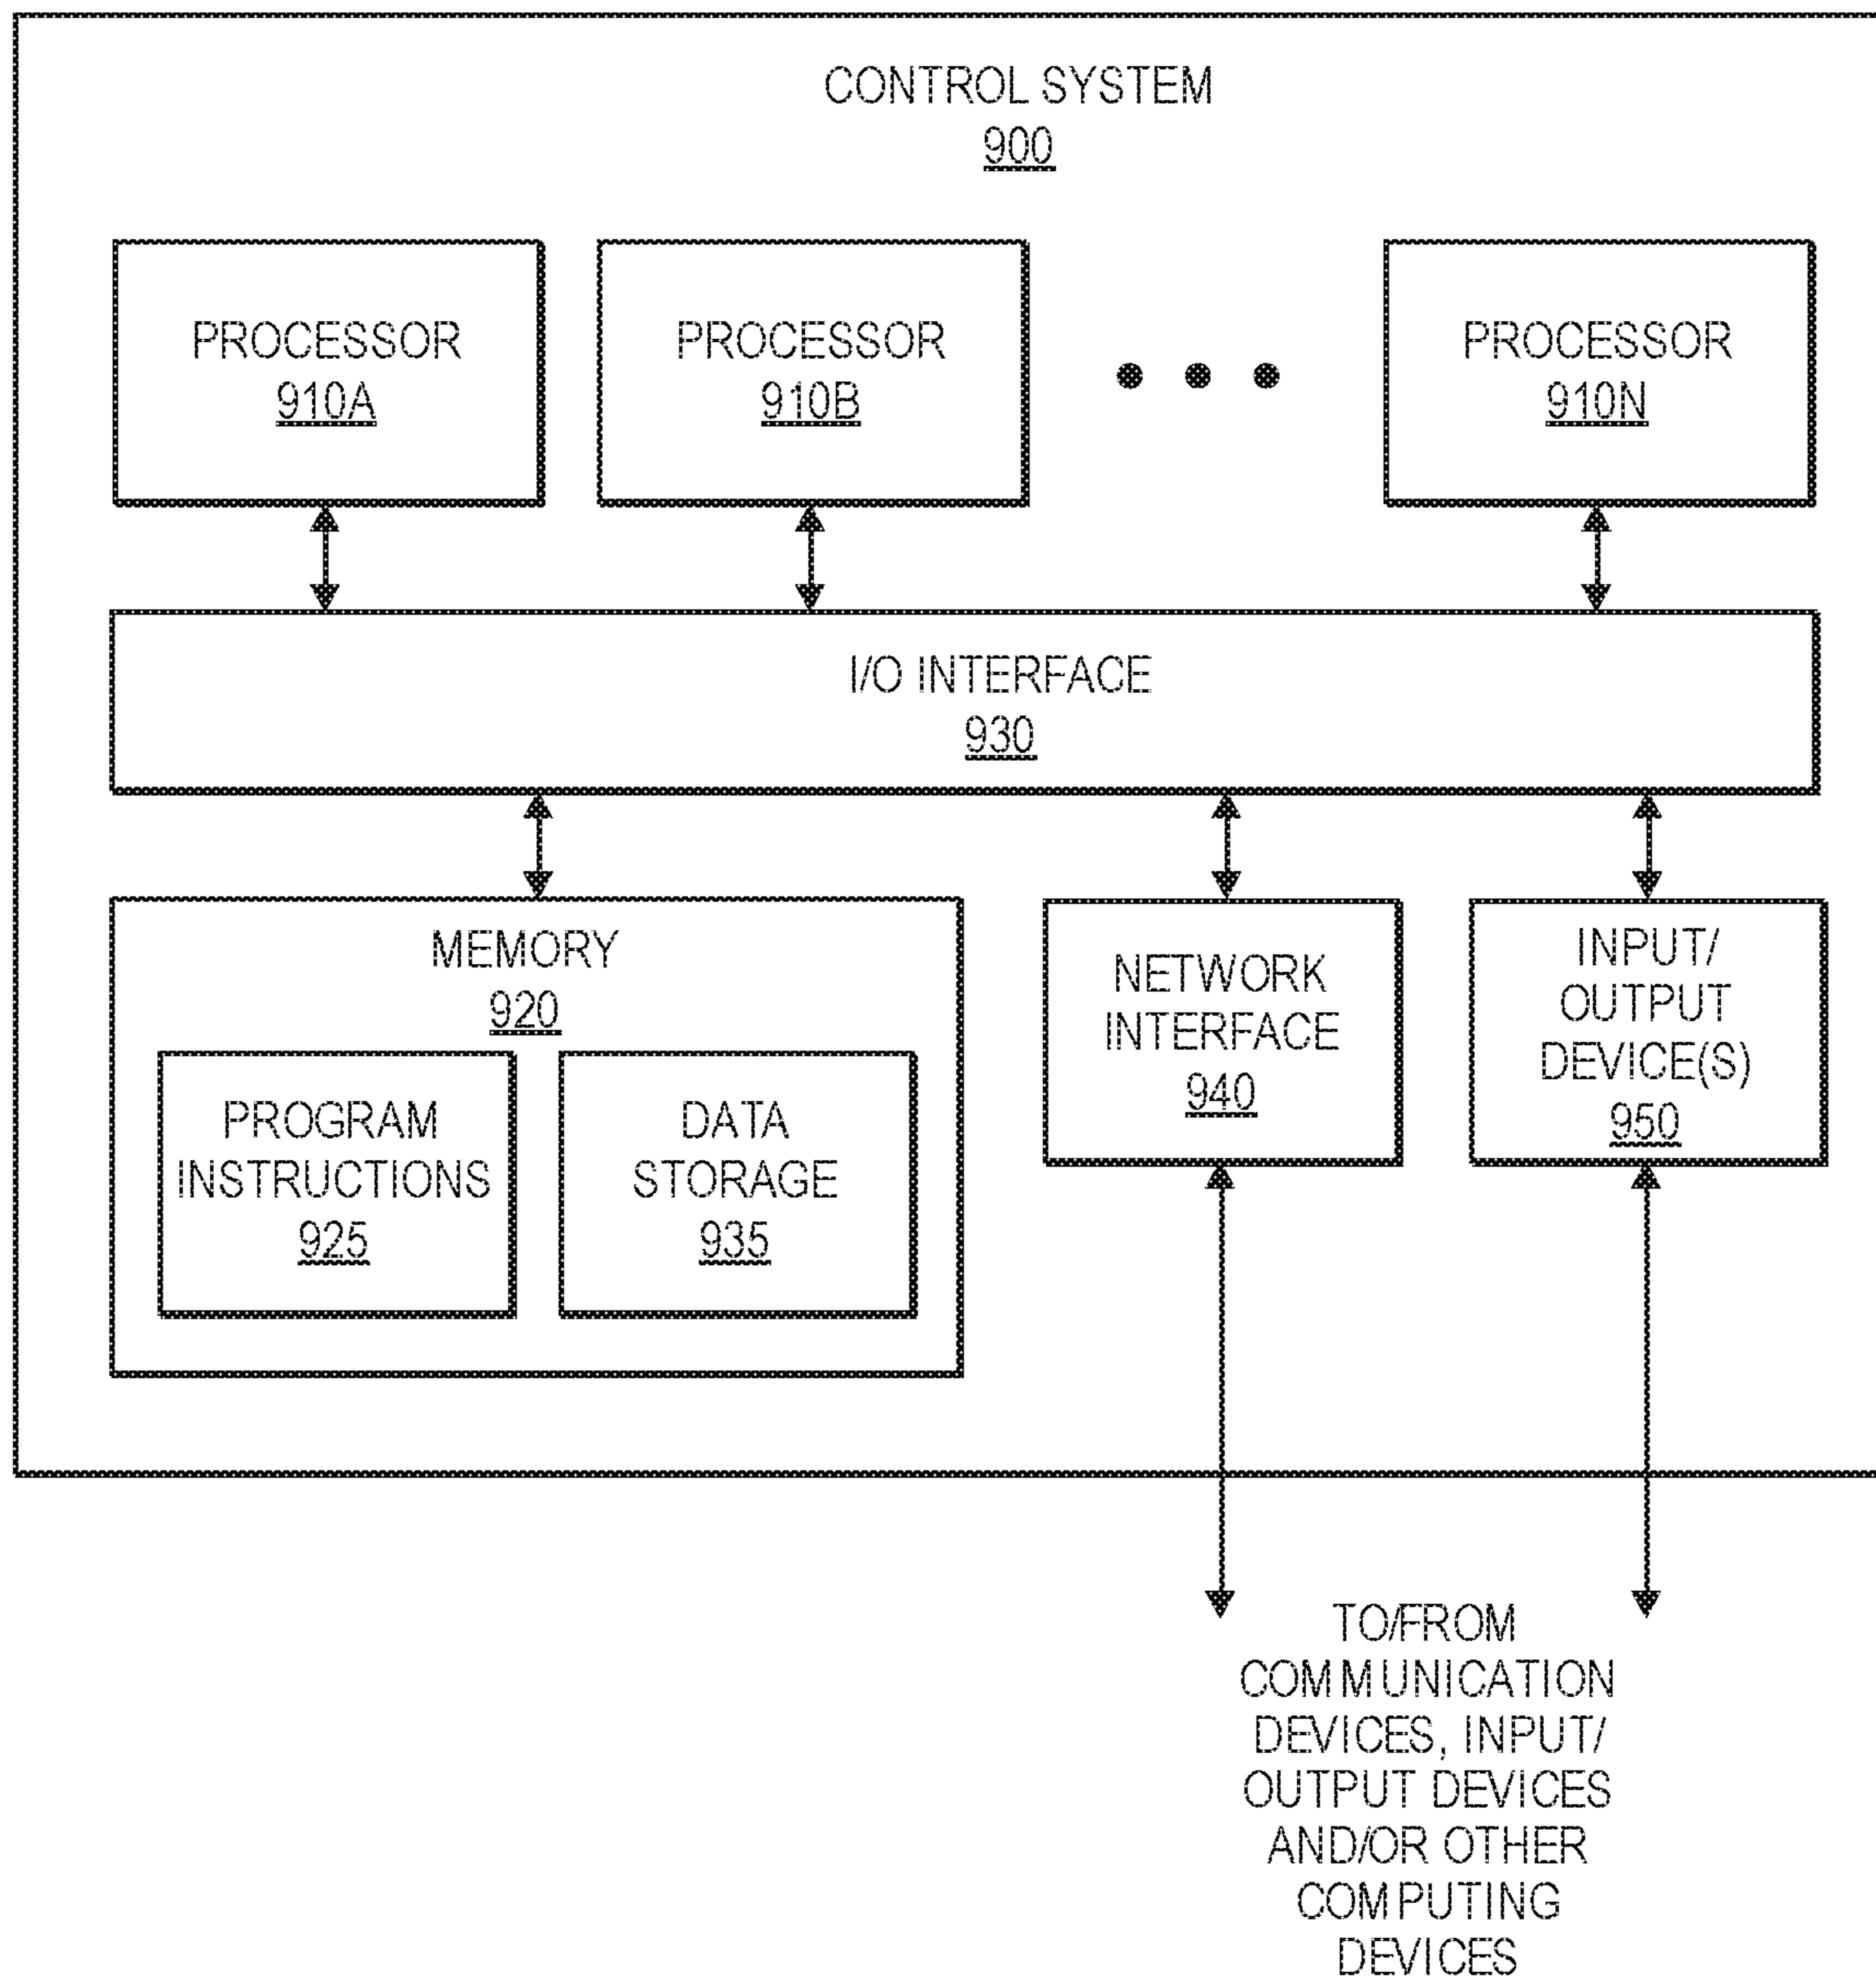 CONTROL SYSTEM
900
PROCESSOR
910A
PROCESSOR
910B
PROCESSOR
910N
I/O INTERFACE
930
MEMORY
920
PROGRAM
INSTRUCTIONS
925
DATA
STORAGE
935
NETWORK
INTERFACE
940
INPUT/
OUTPUT
DEVICE(S)
950
TO/FROM
COMMUNICATION
DEVICES, INPUT/
OUTPUT DEVICES
AND/OR OTHER
COMPUTING
DEVICES